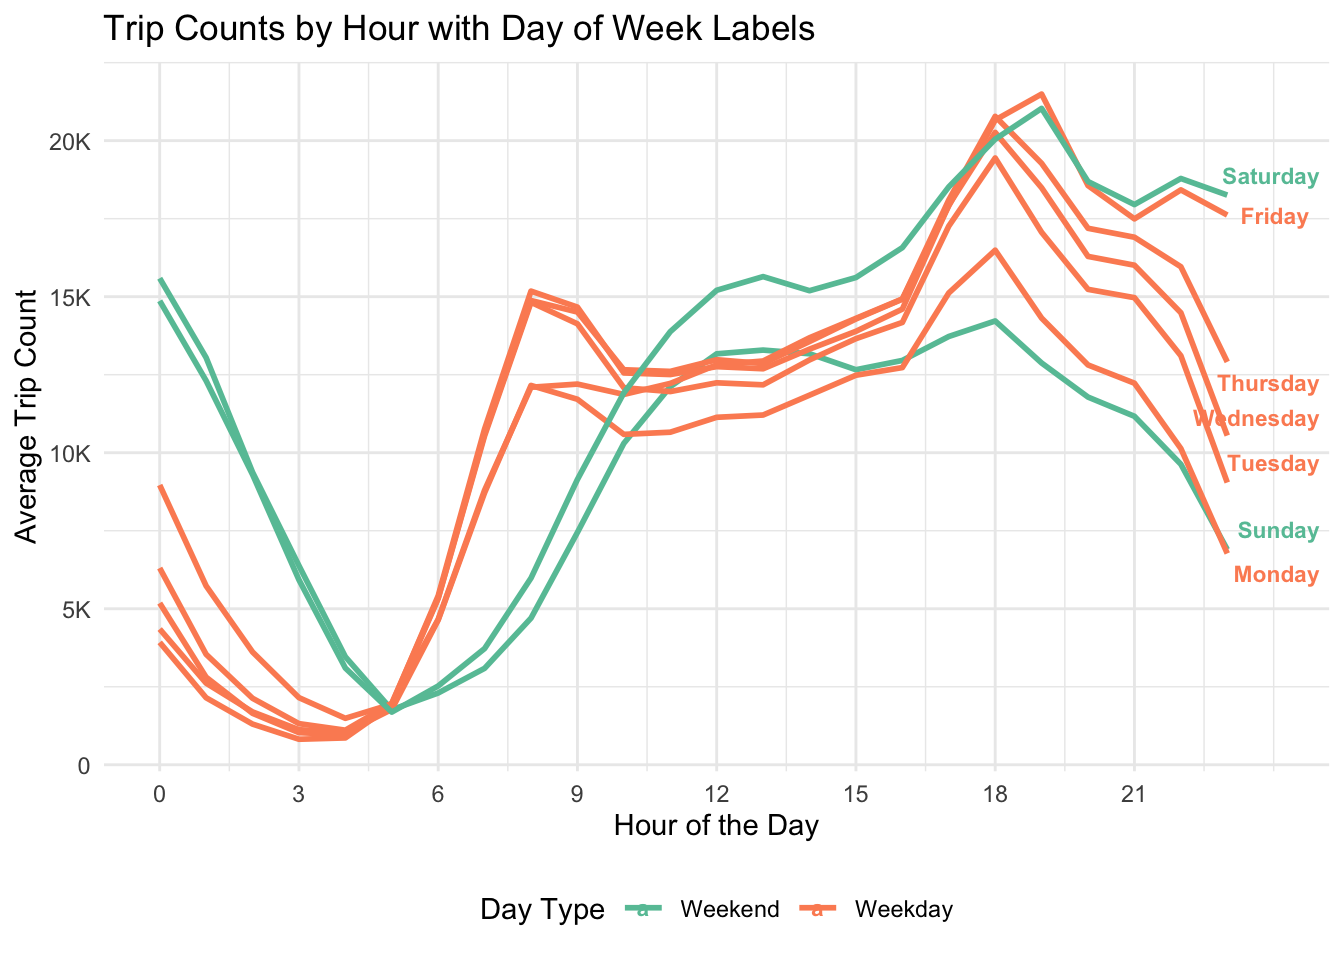 Trip Counts by Hour with Day of Week Labels
Average Trip Count
20K
15K
10K
5K
0
Saturday
Friday
Thursday
Wednesday
Tuesday
Sunday
Monday
0 3 6 9 12 15 18 21
Hour of the Day
Day Type a Weekend a Weekday